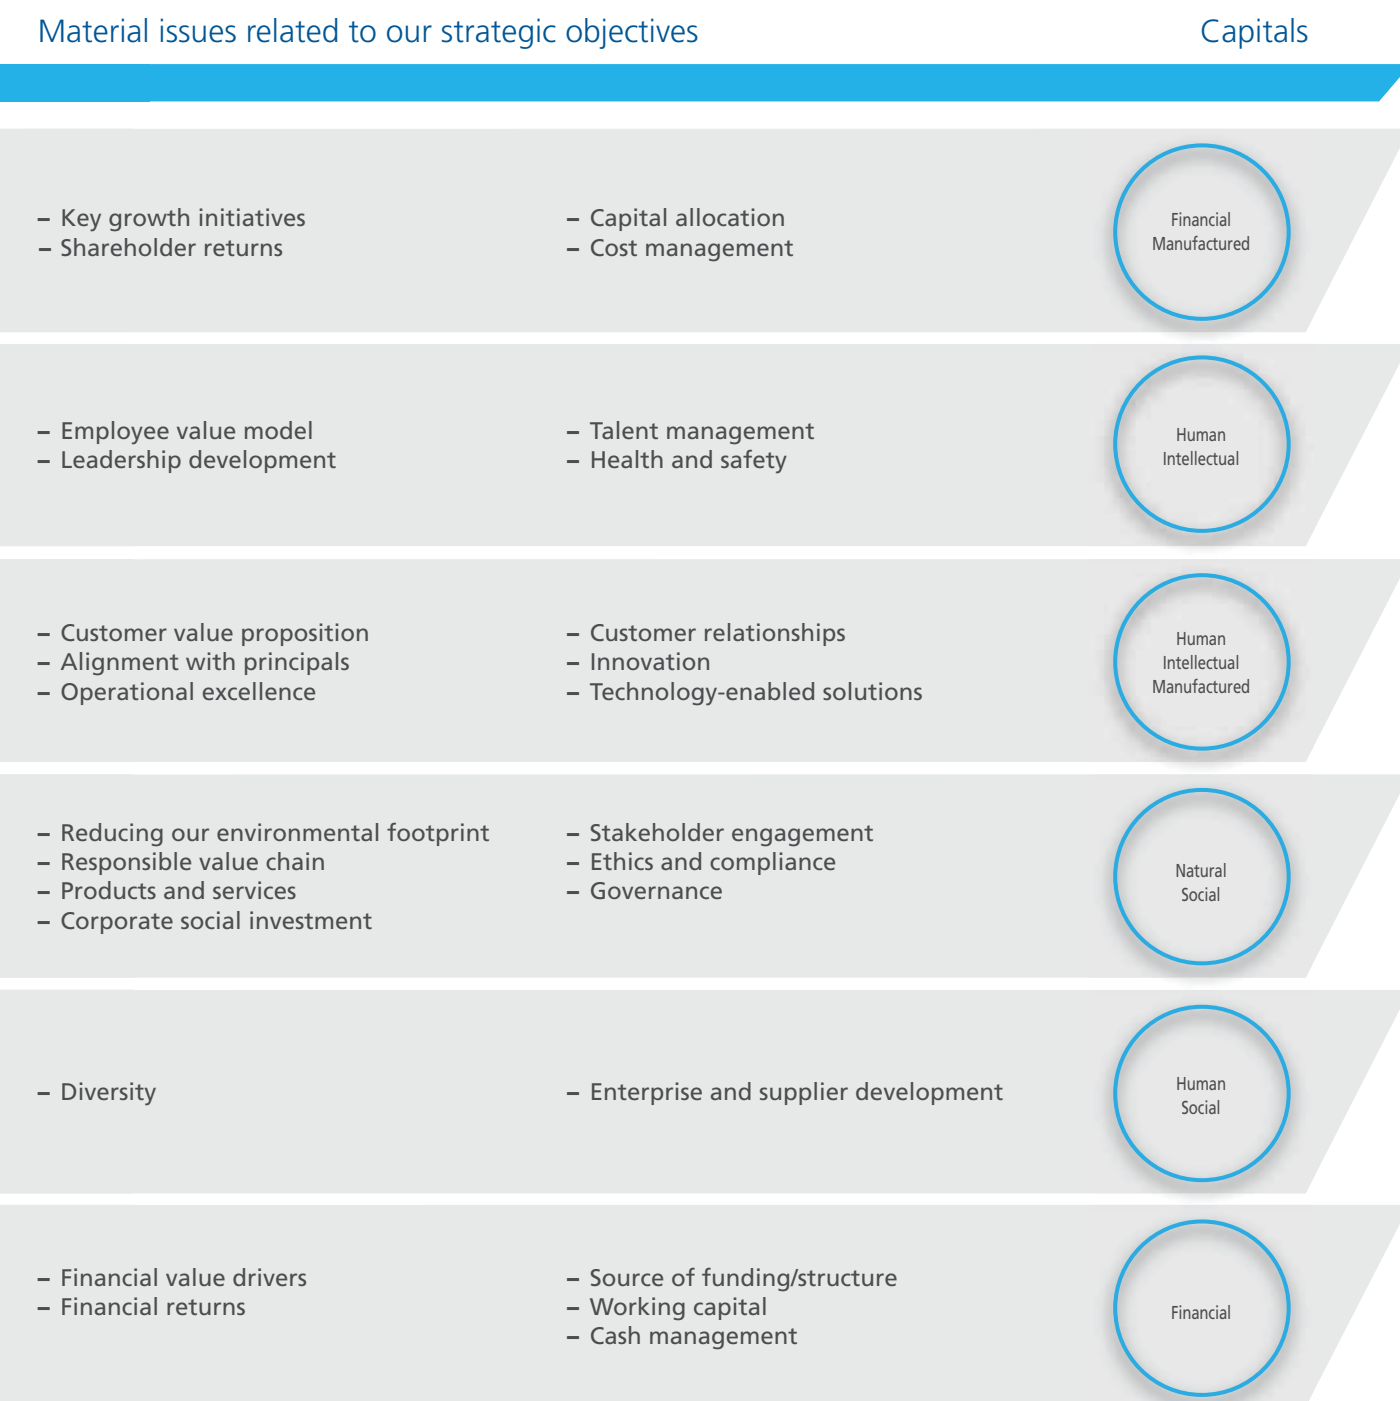 Material issues related to our strategic objectives
Capitals
– Key growth initiatives
– Shareholder returns
– Capital allocation
– Cost management
Financial
Manufactured
– Employee value model
– Leadership development
– Talent management
– Health and safety
Human
Intellectual
– Customer value proposition
– Alignment with principals
– Operational excellence
– Customer relationships
– Innovation
– Technology-enabled solutions
Human
Intellectual
Manufactured
– Reducing our environmental footprint
– Responsible value chain
– Products and services
– Corporate social investment
– Stakeholder engagement
– Ethics and compliance
– Governance
Natural
Social
– Diversity
– Enterprise and supplier development
Human
Social
– Financial value drivers
– Financial returns
– Source of funding/structure
– Working capital
– Cash management
Financial